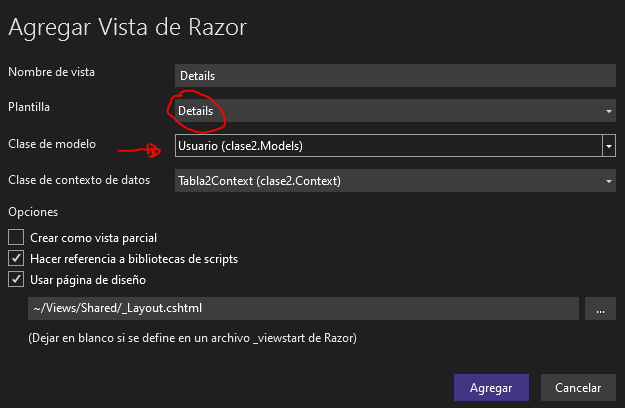 Agregar Vista de Razor
Nombre de vista Details
Plantilla Details
Clase de modelo Usuario (clase2.Models)
Clase de contexto de datos Tabla2Context (clase2.Context)
Opciones
Crear como vista parcial
Hacer referencia a bibliotecas de scripts
Usar página de diseño
~/Views/Shared/_Layout.cshtml ...
(Dejar en blanco si se define en un archivo _viewstart de Razor)
Agregar Cancelar